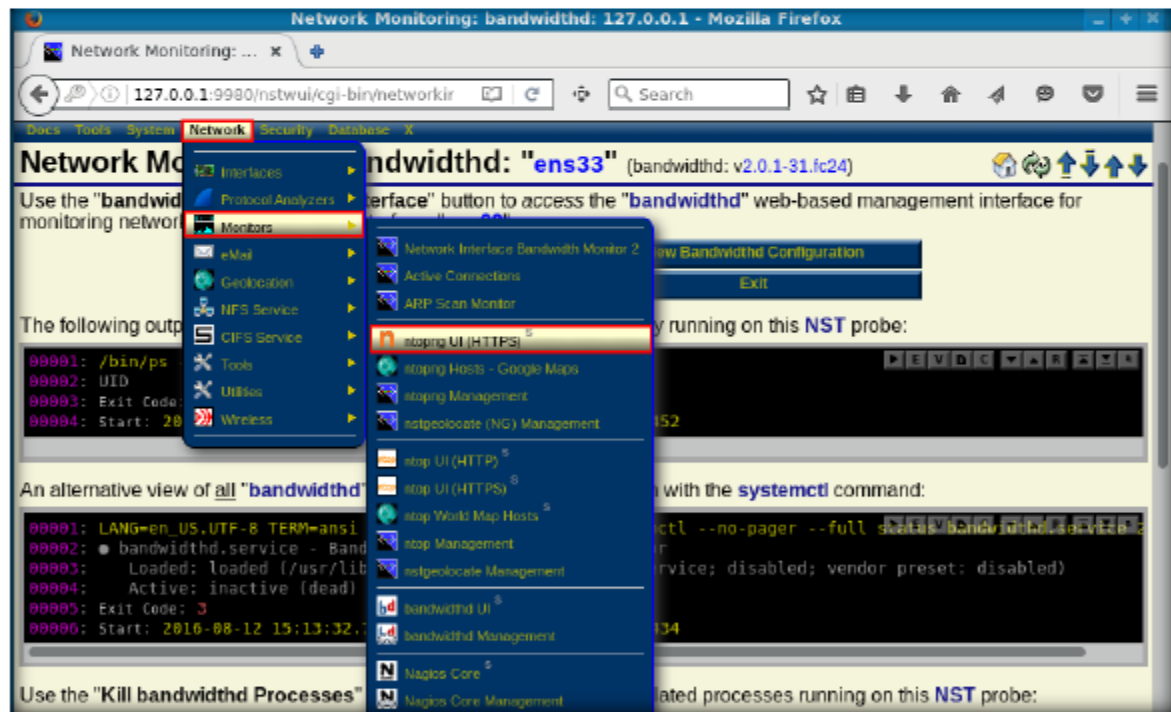 Network Monitoring: bandwidthd: 127.0.0.1 - Mozilla Firefox
Network Monitoring: ...
127.0.0.1:9980/nstwui/cgi-bin/networkir
Search
Docs Tools System Network Security Database X
Network Mo
ndwidthd: "ens33" (bandwidthd: v2.0.1-31.fc24)
Use the "bandwid
erface" button to access the "bandwidthd" web-based management interface for
monitoring networ
Interfaces
Protocol Analyzers
Monitors
eMail
Geolocation
NFS Service
CIFS Service
Tools
Utilities
Wireless
Network Interface Bandwidth Monitor 2
Active Connections
ARP Scan Monitor
ntopng UI (HTTPS) S
ntopng Hosts - Google Maps
ntopng Management
nstgeolocate (NG) Management
ntop UI (HTTP) S
ntop UI (HTTPS) S
ntop World Map Hosts S
ntop Management
nstgeolocate Management
bandwidthd UI S
bandwidthd Management
Nagios Core S
Nagios Core Management
ew Bandwidthd Configuration
Exit
The following outp
y running on this NST probe:
00001: /bin/ps
00002: UID
00003: Exit Code
00004: Start: 20
352
An alternative view of all "bandwidthd"
with the systemctl command:
00001: LANG=en_US.UTF-8 TERM=ansi
ctl --no-pager --full status bandwidthd.service 2
00002: ● bandwidthd.service - Band
00003: Loaded: loaded (/usr/lib
rvice; disabled; vendor preset: disabled)
00004: Active: inactive (dead)
00005: Exit Code: 3
00006: Start: 2016-08-12 15:13:32.
34
Use the "Kill bandwidthd Processes"
lated processes running on this NST probe: